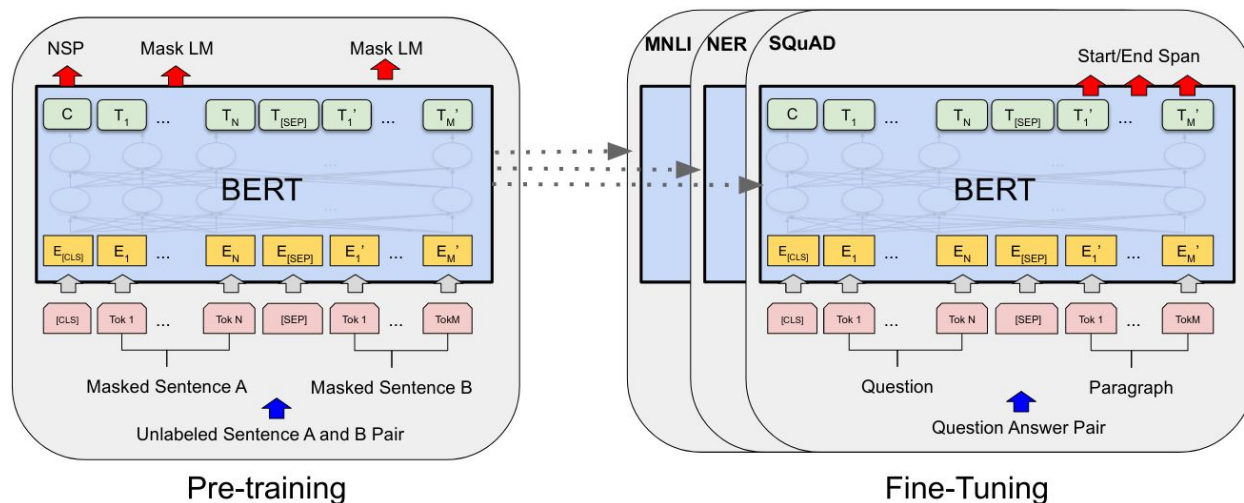 NSP Mask LM Mask LM
C T1 ... TN T[SEP] T1' ... TM'
...
...
BERT
E[CLS] E1 ... EN E[SEP] E1' ... EM'
[CLS] Tok 1 ... Tok N [SEP] Tok 1 ... TokM
Masked Sentence A Masked Sentence B
Unlabeled Sentence A and B Pair
Pre-training
MNLI NER SQuAD
Start/End Span
C T1 ... TN T[SEP] T1' ... TM'
...
...
BERT
E[CLS] E1 ... EN E[SEP] E1' ... EM'
[CLS] Tok 1 ... Tok N [SEP] Tok 1 ... TokM
Question Paragraph
Question Answer Pair
Fine-Tuning